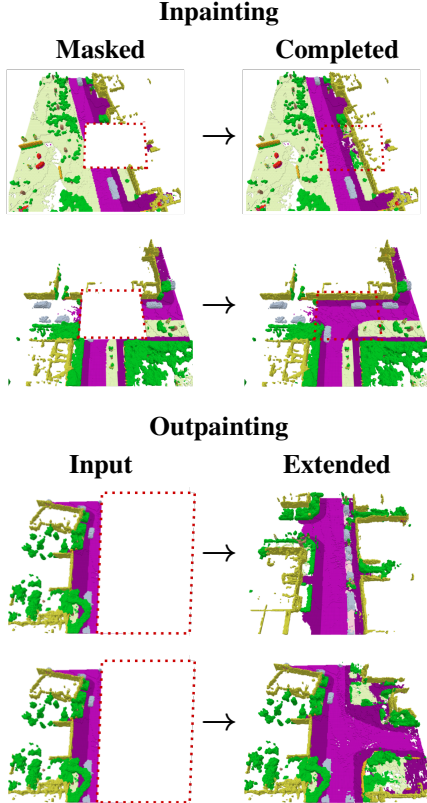 Inpainting
Masked Completed
→
→
Outpainting
Input Extended
→
→